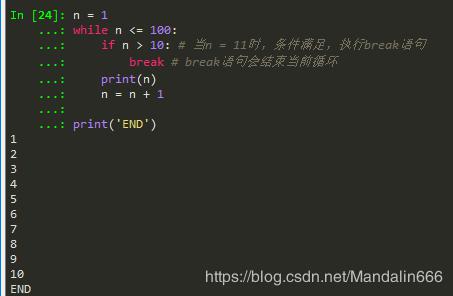 In [24]: n = 1
...: while n <= 100:
...: if n > 10: # 当n = 11时，条件满足，执行break语句
...: break # break语句会结束当前循环
...: print(n)
...: n = n + 1
...:
...: print('END')
1
2
3
4
5
6
7
8
9
10
END
https://blog.csdn.net/Mandalin666